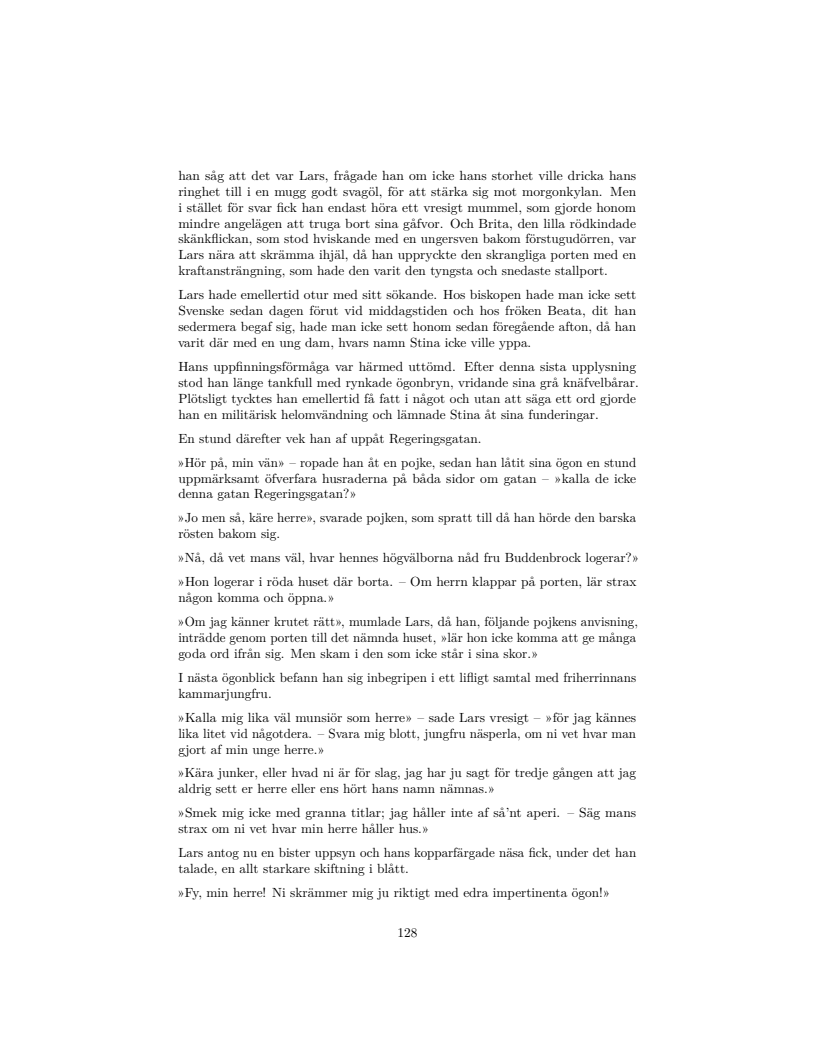 han såg att det var Lars, frågade han om icke hans storhet ville dricka hans
ringhet till i en mugg godt svagöl, för att stärka sig mot morgonkylan. Men
i stället för svar fick han endast höra ett vresigt mummel, som gjorde honom
mindre angelägen att truga bort sina gåfvor. Och Brita, den lilla rödkindade
skänkflickan, som stod hviskande med en ungersven bakom förstugudörren, var
Lars nära att skrämma ihjäl, då han uppryckte den skrangliga porten med en
kraftansträngning, som hade den varit den tyngsta och snedaste stallport.
Lars hade emellertid otur med sitt sökande. Hos biskopen hade man icke sett
Svenske sedan dagen förut vid middagstiden och hos fröken Beata, dit han
sedermera begaf sig, hade man icke sett honom sedan föregående afton, då han
varit där med en ung dam, hvars namn Stina icke ville yppa.
Hans uppfinningsförmåga var härmed uttömd. Efter denna sista upplysning
stod han länge tankfull med rynkade ögonbryn, vridande sina grå knäfvelbårar.
Plötsligt tycktes han emellertid få fatt i något och utan att säga ett ord gjorde
han en militärisk helomvändning och lämnade Stina åt sina funderingar.
En stund därefter vek han af uppåt Regeringsgatan.
»Hör på, min vän» – ropade han åt en pojke, sedan han låtit sina ögon en stund
uppmärksamt öfverfara husraderna på båda sidor om gatan – »kalla de icke
denna gatan Regeringsgatan?»
»Jo men så, käre herre», svarade pojken, som spratt till då han hörde den barska
rösten bakom sig.
»Nå, då vet mans väl, hvar hennes högvälborna nåd fru Buddenbrock logerar?»
»Hon logerar i röda huset där borta. – Om herrn klappar på porten, lär strax
någon komma och öppna.»
»Om jag känner krutet rätt», mumlade Lars, då han, följande pojkens anvisning,
inträdde genom porten till det nämnda huset, »lär hon icke komma att ge många
goda ord ifrån sig. Men skam i den som icke står i sina skor.»
I nästa ögonblick befann han sig inbegripen i ett lifligt samtal med friherrinnans
kammarjungfru.
»Kalla mig lika väl munsiör som herre» – sade Lars vresigt – »för jag kännes
lika litet vid någotdera. – Svara mig blott, jungfru näsperla, om ni vet hvar man
gjort af min unge herre.»
»Kära junker, eller hvad ni är för slag, jag har ju sagt för tredje gången att jag
aldrig sett er herre eller ens hört hans namn nämnas.»
»Smek mig icke med granna titlar; jag håller inte af så'nt aperi. – Säg mans
strax om ni vet hvar min herre håller hus.»
Lars antog nu en bister uppsyn och hans kopparfärgade näsa fick, under det han
talade, en allt starkare skiftning i blått.
»Fy, min herre! Ni skrämmer mig ju riktigt med edra impertinenta ögon!»
128